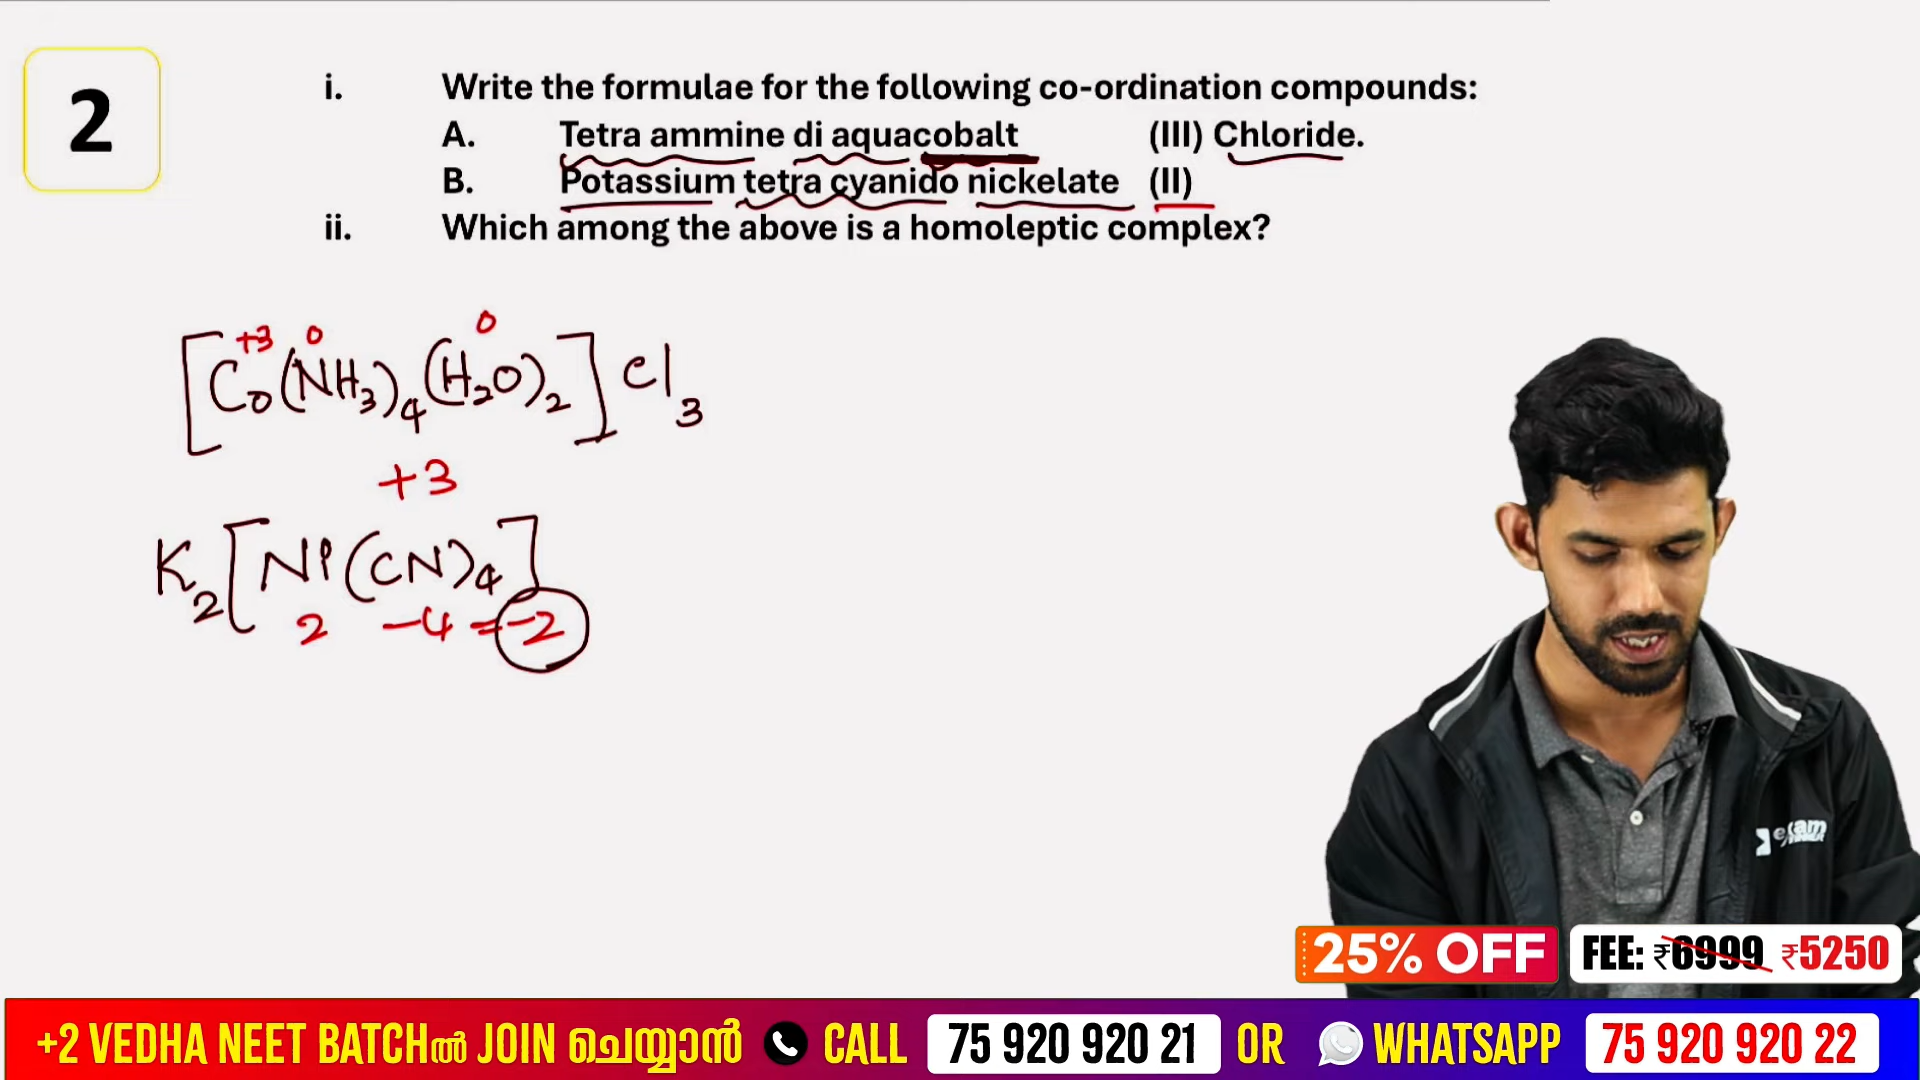 2
i. Write the formulae for the following co-ordination compounds:
A. Tetra ammine di aquacobalt (III) Chloride.
B. Potassium tetra cyanido nickelate (II)
ii. Which among the above is a homoleptic complex?
+3 0 0
[Co(NH3)4(H2O)2]Cl3
+3
K2[Ni(CN)4]
2 -4 = -2
exam
25% OFF FEE: ₹6999 ₹5250
+2 VEDHA NEET BATCHൽ JOIN ചെയ്യാൻ CALL 75 920 920 21 OR WHATSAPP 75 920 920 22